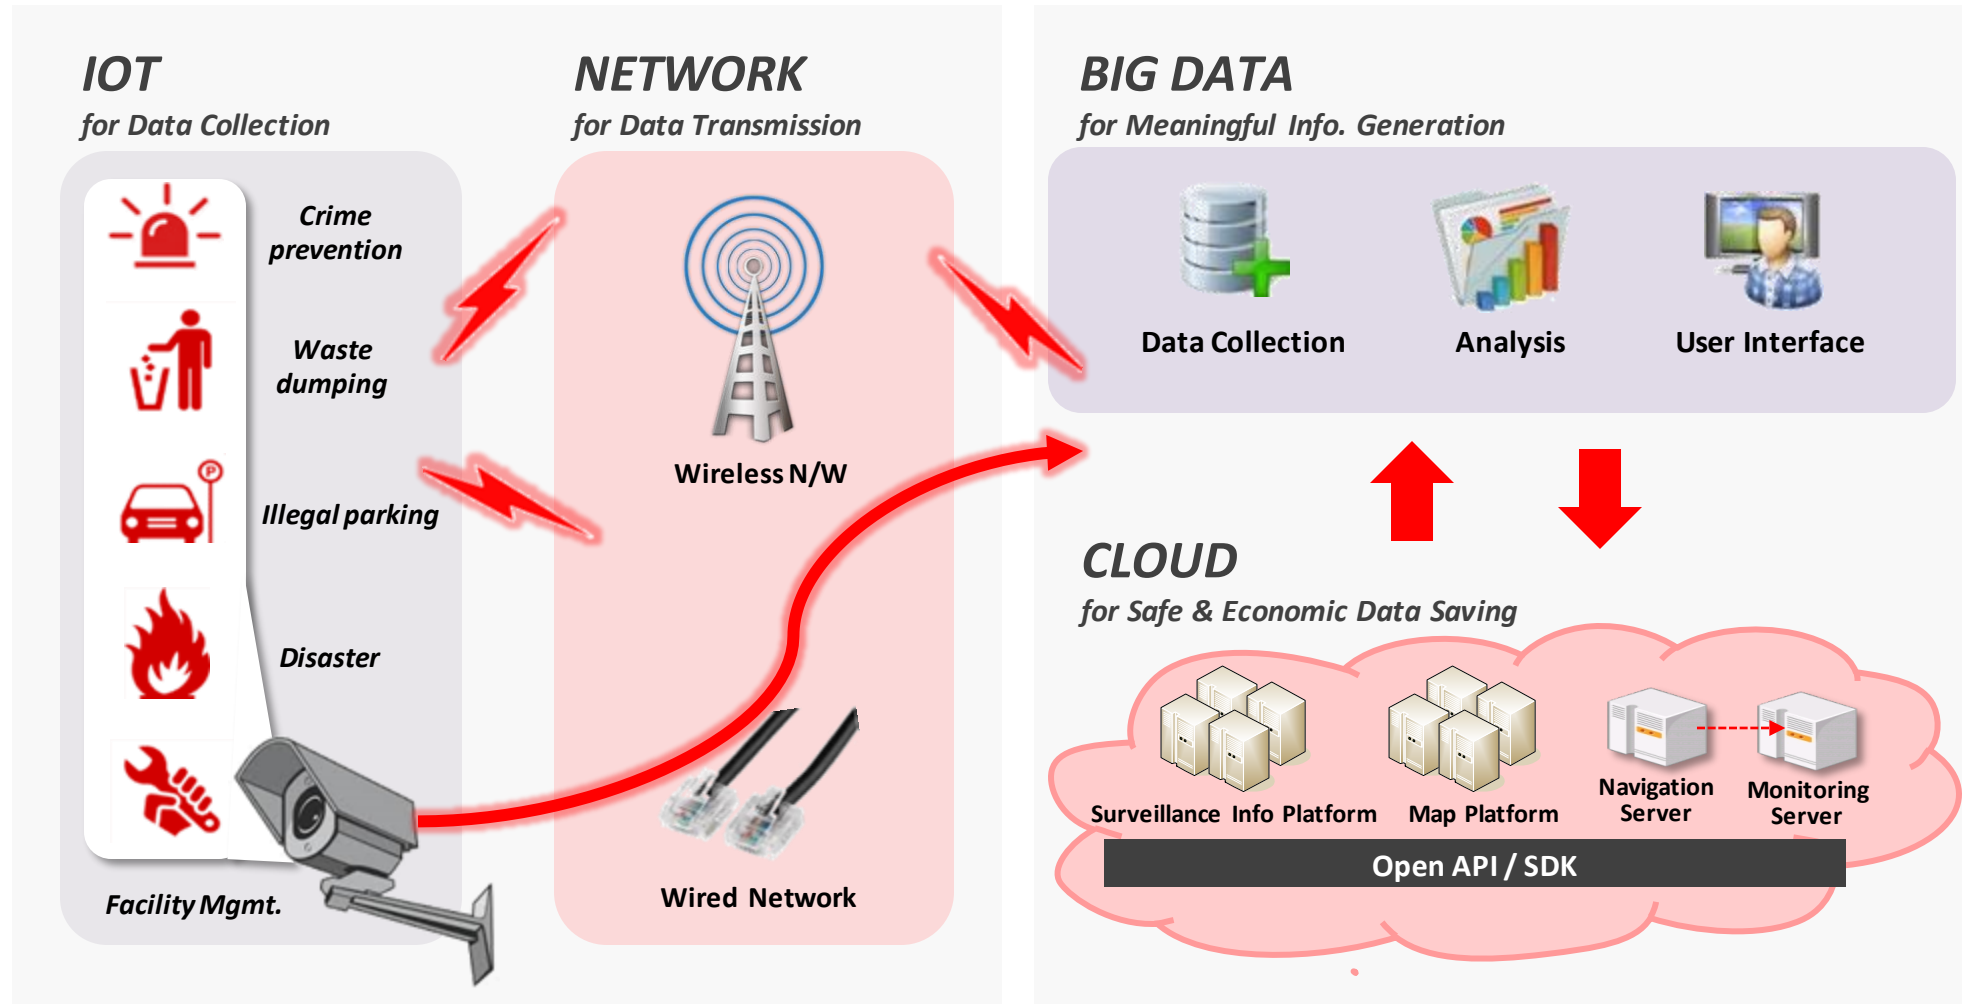 IOT
for Data Collection
Crime
prevention
Waste
dumping
P
Illegal parking
Disaster
Facility Mgmt.
NETWORK
for Data Transmission
Wireless N/W
Wired Network
BIG DATA
for Meaningful Info. Generation
Data Collection
Analysis
User Interface
CLOUD
for Safe & Economic Data Saving
Surveillance Info Platform
Map Platform
Navigation
Server
Monitoring
Server
Open API / SDK